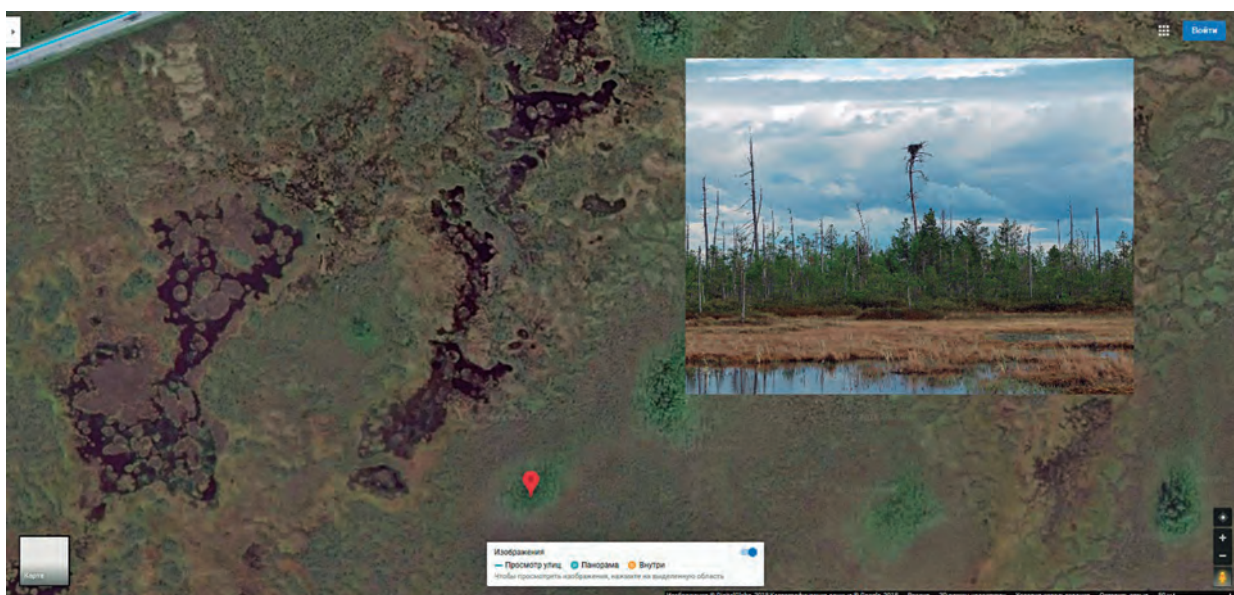 Войти
Изображения
Просмотр улиц Панорама Внутри
Чтобы просмотреть изображения, нажмите на выделенную область
Карта